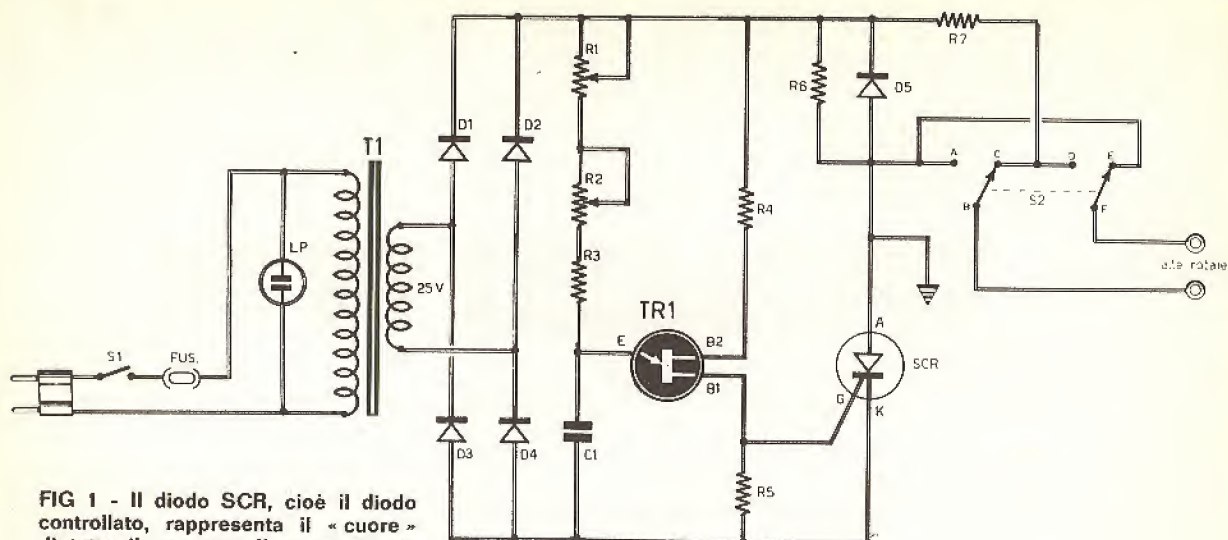 R1
R7
R6
D5
D1
D2
T1
A
C
D
E
R2
R4
S2
B
F
LP
25 V
R3
alle rotaie
TR1
E
B2
A
S1
FUS.
B1
SCR
G
K
D3
D4
C1
R5
FIG 1 - Il diodo SCR, cioè il diodo
controllato, rappresenta il « cuore »